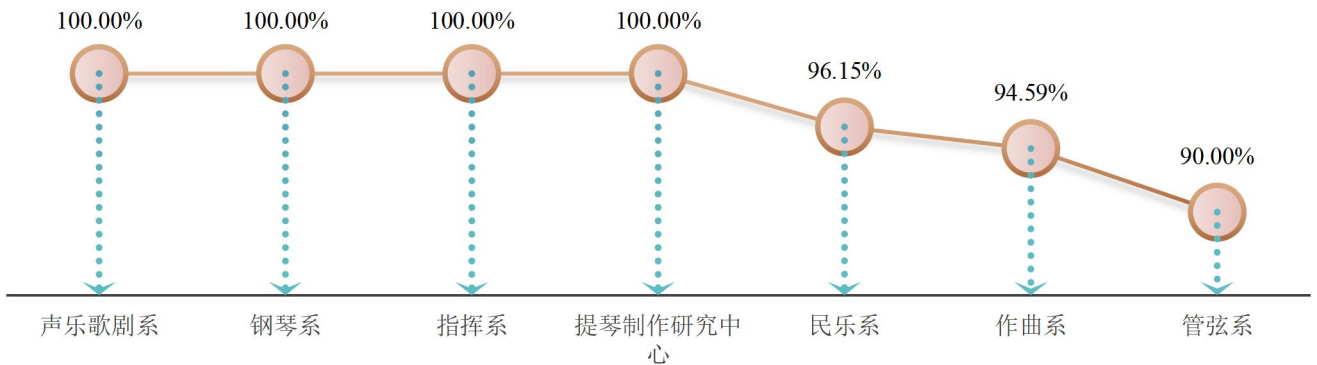 100.00%
100.00%
100.00%
100.00%
96.15%
94.59%
90.00%
声乐歌剧系
钢琴系
指挥系
提琴制作研究中
心
民乐系
作曲系
管弦系